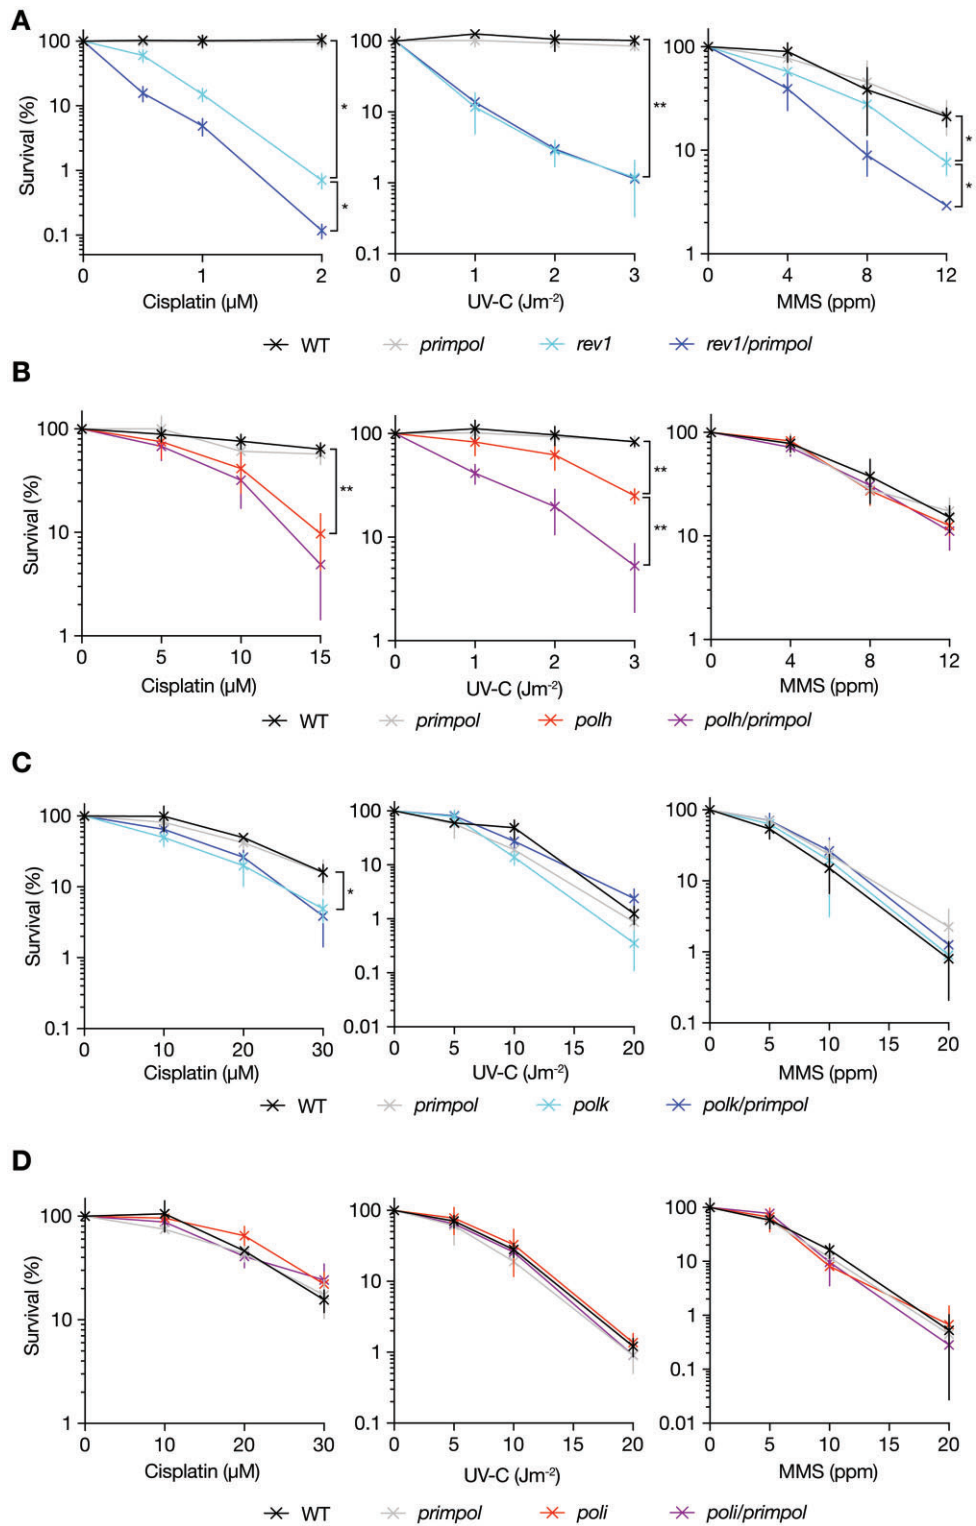 A
Survival (%)
100
10
1
0.1
0 1 2
Cisplatin (µM)
*
*
100
10
1
0.1
0 1 2 3
UV-C (Jm-2)
**
100
10
1
0 4 8 12
MMS (ppm)
*
*
WT primpol rev1 rev1/primpol
B
Survival (%)
100
10
1
0 5 10 15
Cisplatin (µM)
**
100
10
1
0 1 2 3
UV-C (Jm-2)
**
**
100
10
1
0 4 8 12
MMS (ppm)
WT primpol polh polh/primpol
C
Survival (%)
100
10
1
0.1
0 10 20 30
Cisplatin (µM)
*
100
10
1
0.1
0.01
0 5 10 15 20
UV-C (Jm-2)
100
10
1
0.1
0 5 10 15 20
MMS (ppm)
WT primpol polk polk/primpol
D
Survival (%)
100
10
1
0 10 20 30
Cisplatin (µM)
100
10
1
0.1
0 5 10 15 20
UV-C (Jm-2)
100
10
1
0.1
0.01
0 5 10 15 20
MMS (ppm)
WT primpol poli poli/primpol